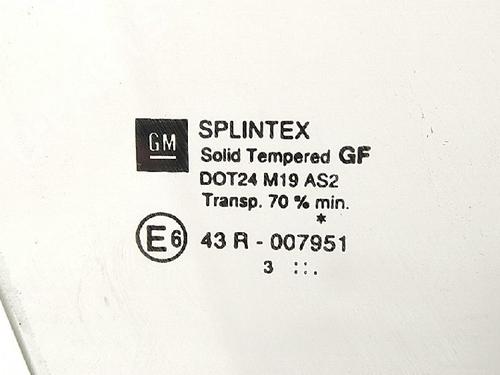 GM
SPLINTEX
Solid Tempered GF
DOT24 M19 AS2
Transp. 70 % min.
*
E6 43 R - 007951
3 ::.